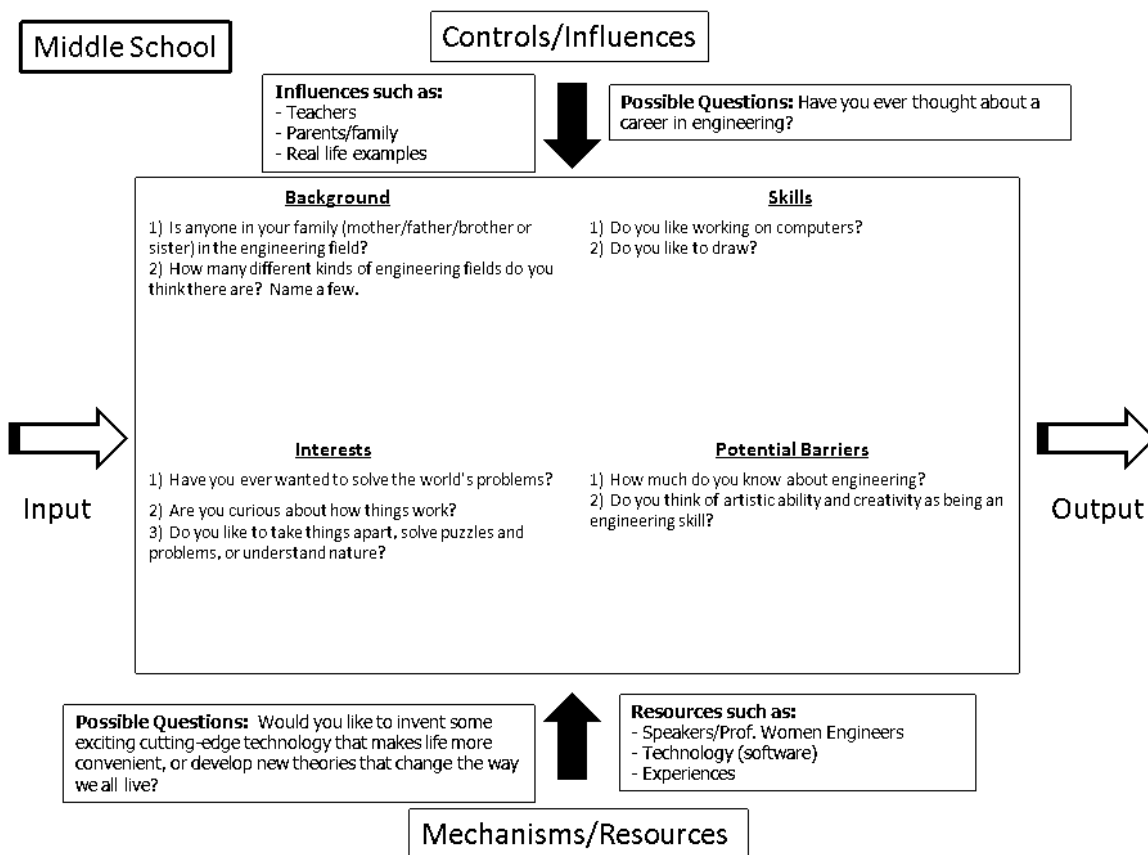 Middle School
Controls/Influences
Influences such as:
- Teachers
- Parents/family
- Real life examples
Possible Questions: Have you ever thought about a
career in engineering?
Background
1) Is anyone in your family (mother/father/brother or
sister) in the engineering field?
2) How many different kinds of engineering fields do you
think there are? Name a few.
Skills
1) Do you like working on computers?
2) Do you like to draw?
Input
Interests
1) Have you ever wanted to solve the world's problems?
2) Are you curious about how things work?
3) Do you like to take things apart, solve puzzles and
problems, or understand nature?
Potential Barriers
1) How much do you know about engineering?
2) Do you think of artistic ability and creativity as being an
engineering skill?
Output
Possible Questions: Would you like to invent some
exciting cutting-edge technology that makes life more
convenient, or develop new theories that change the way
we all live?
Resources such as:
- Speakers/Prof. Women Engineers
- Technology (software)
- Experiences
Mechanisms/Resources